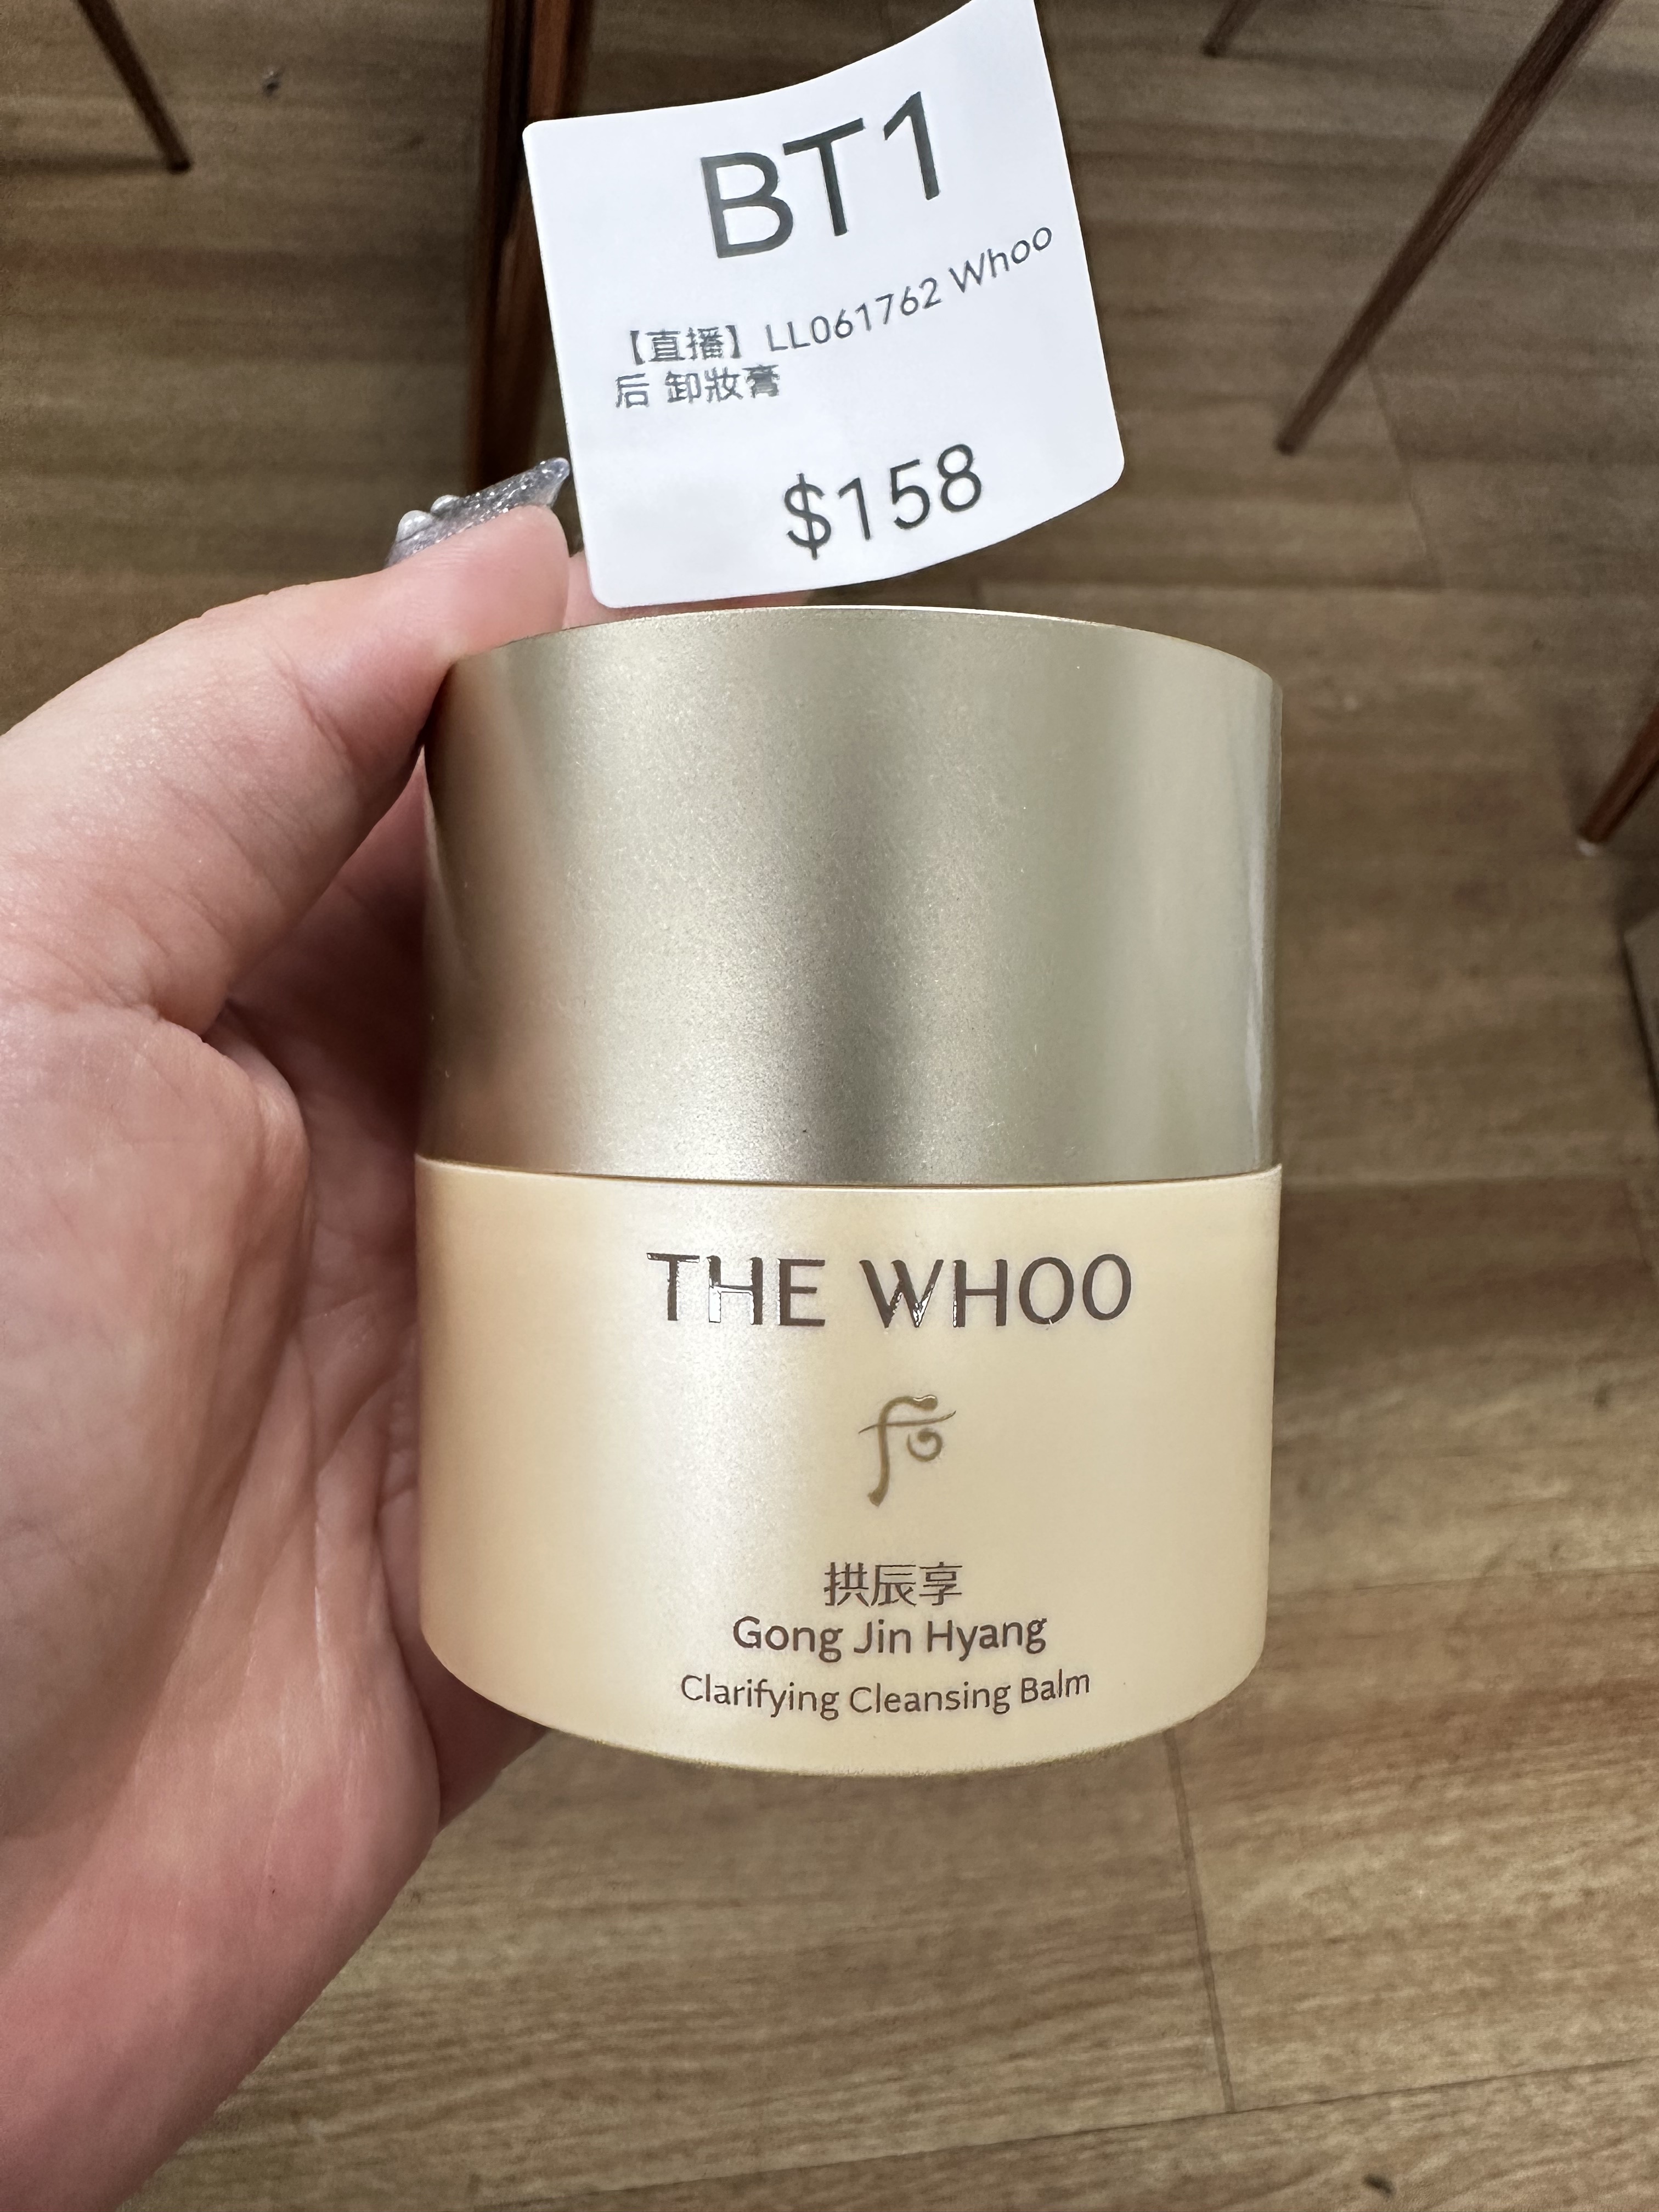 BT1
【直播】LL061762 Whoo
后 卸妝膏
$158
THE WHOO
拱辰享
Gong Jin Hyang
Clarifying Cleansing Balm